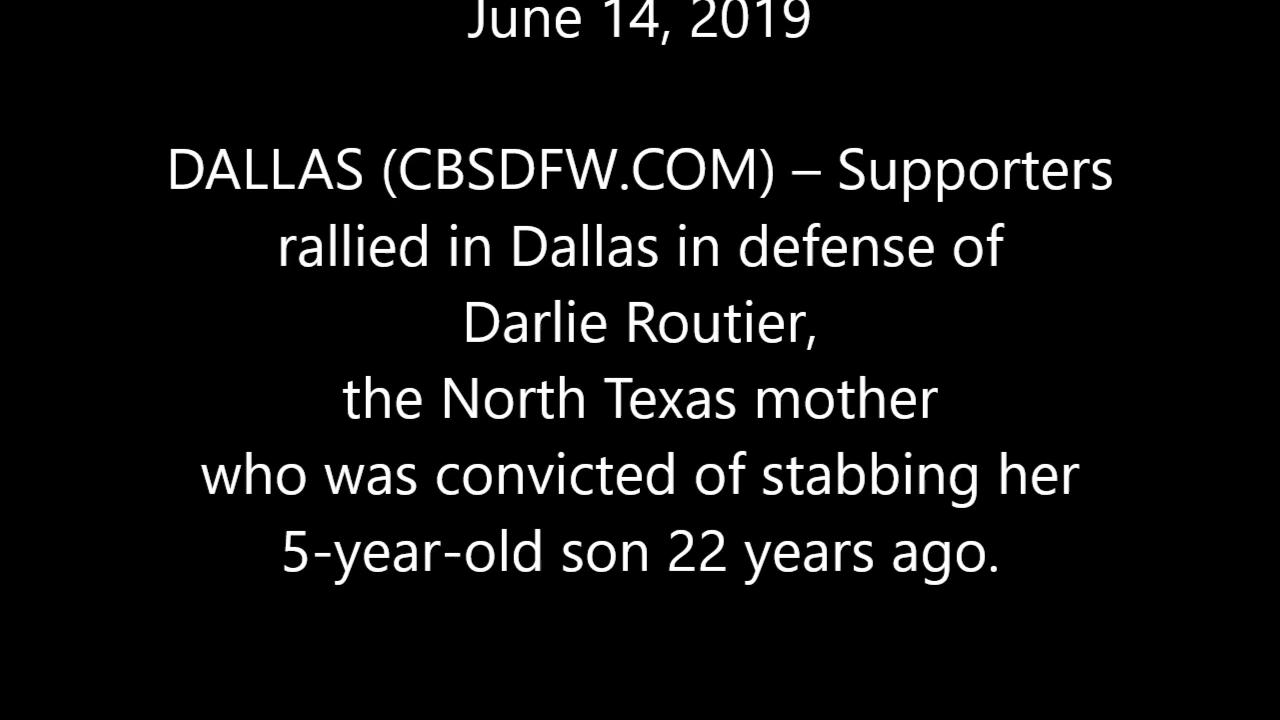 June 14, 2019
DALLAS (CBSDFW.COM) – Supporters
rallied in Dallas in defense of
Darlie Routier,
the North Texas mother
who was convicted of stabbing her
5-year-old son 22 years ago.